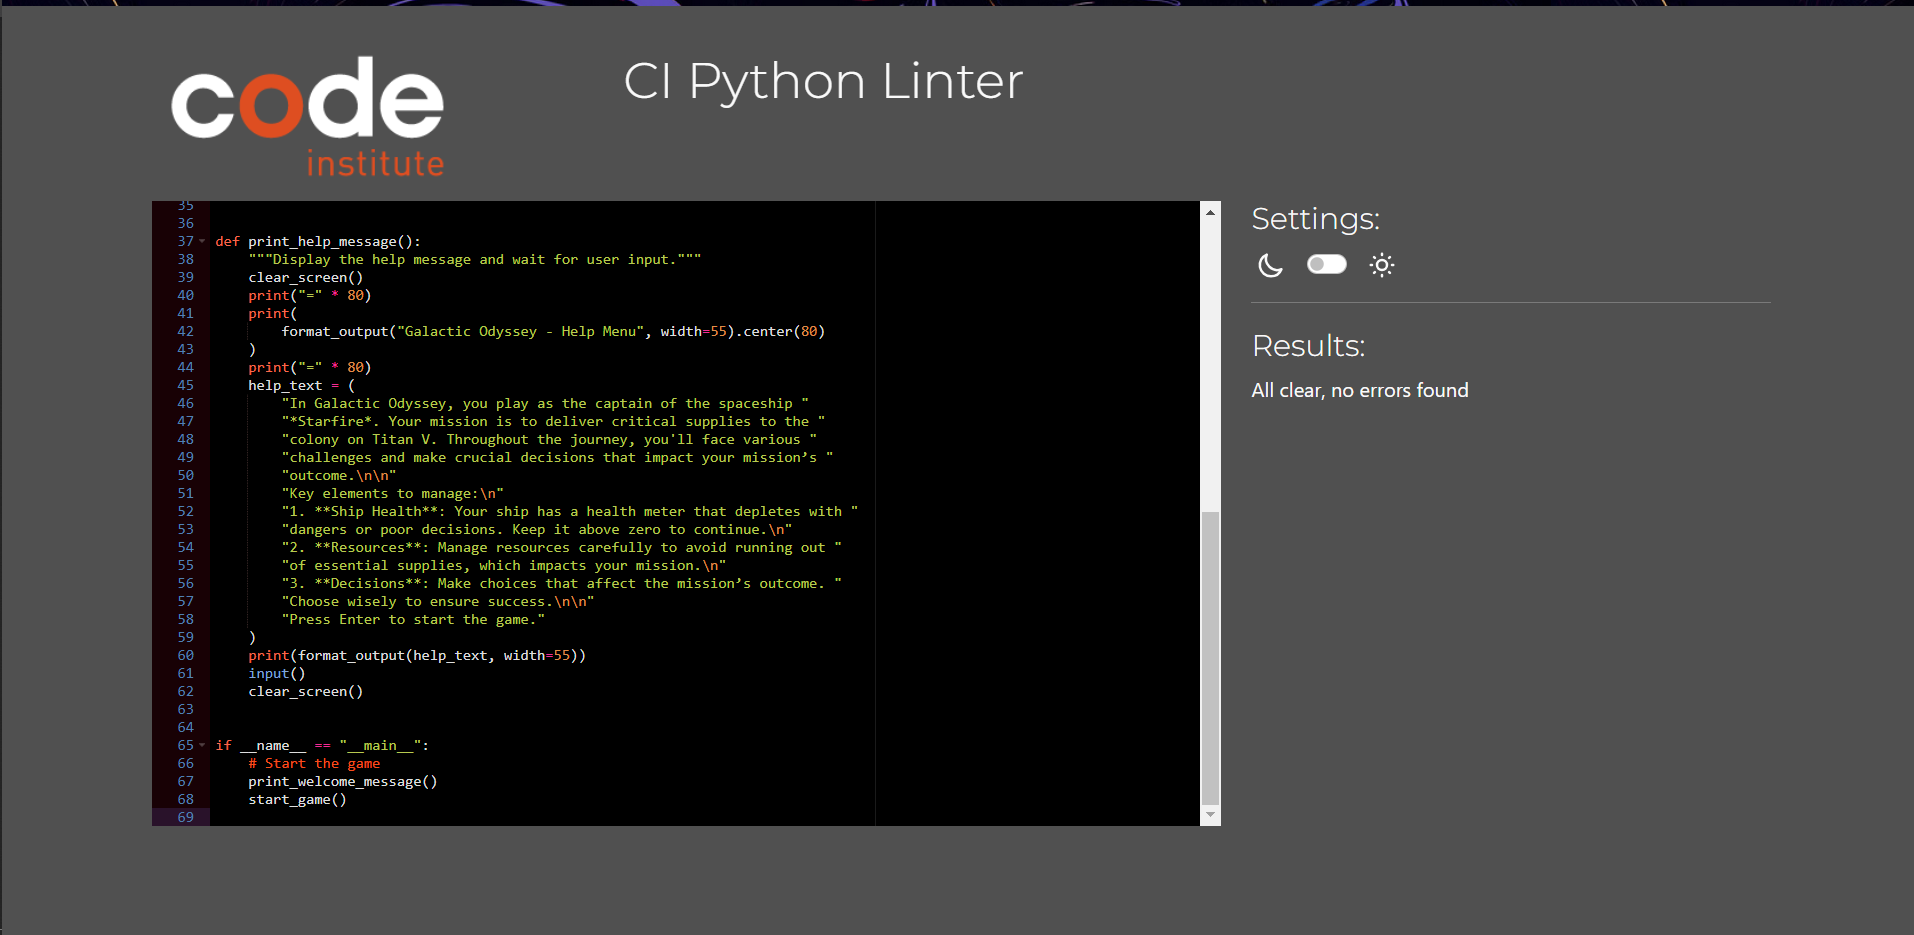 code
institute
CI Python Linter
35
36
37 def print_help_message():
38     """Display the help message and wait for user input."""
39     clear_screen()
40     print("=" * 80)
41     print(
42         format_output("Galactic Odyssey - Help Menu", width=55).center(80)
43     )
44     print("=" * 80)
45     help_text = (
46         "In Galactic Odyssey, you play as the captain of the spaceship "
47         "*Starfire*. Your mission is to deliver critical supplies to the "
48         "colony on Titan V. Throughout the journey, you'll face various "
49         "challenges and make crucial decisions that impact your mission’s "
50         "outcome.\n\n"
51         "Key elements to manage:\n"
52         "1. **Ship Health**: Your ship has a health meter that depletes with "
53         "dangers or poor decisions. Keep it above zero to continue.\n"
54         "2. **Resources**: Manage resources carefully to avoid running out "
55         "of essential supplies, which impacts your mission.\n"
56         "3. **Decisions**: Make choices that affect the mission’s outcome. "
57         "Choose wisely to ensure success.\n\n"
58         "Press Enter to start the game."
59     )
60     print(format_output(help_text, width=55))
61     input()
62     clear_screen()
63
64
65 if __name__ == "__main__":
66     # Start the game
67     print_welcome_message()
68     start_game()
69
Settings:
Results:
All clear, no errors found